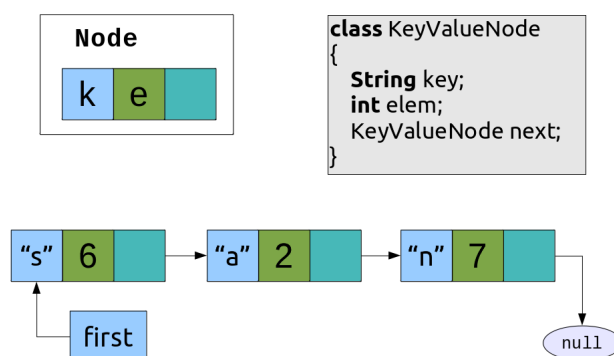 Node
k e
class KeyValueNode
{
String key;
int elem;
KeyValueNode next;
}
“s” 6 “a” 2 “n” 7
first
null